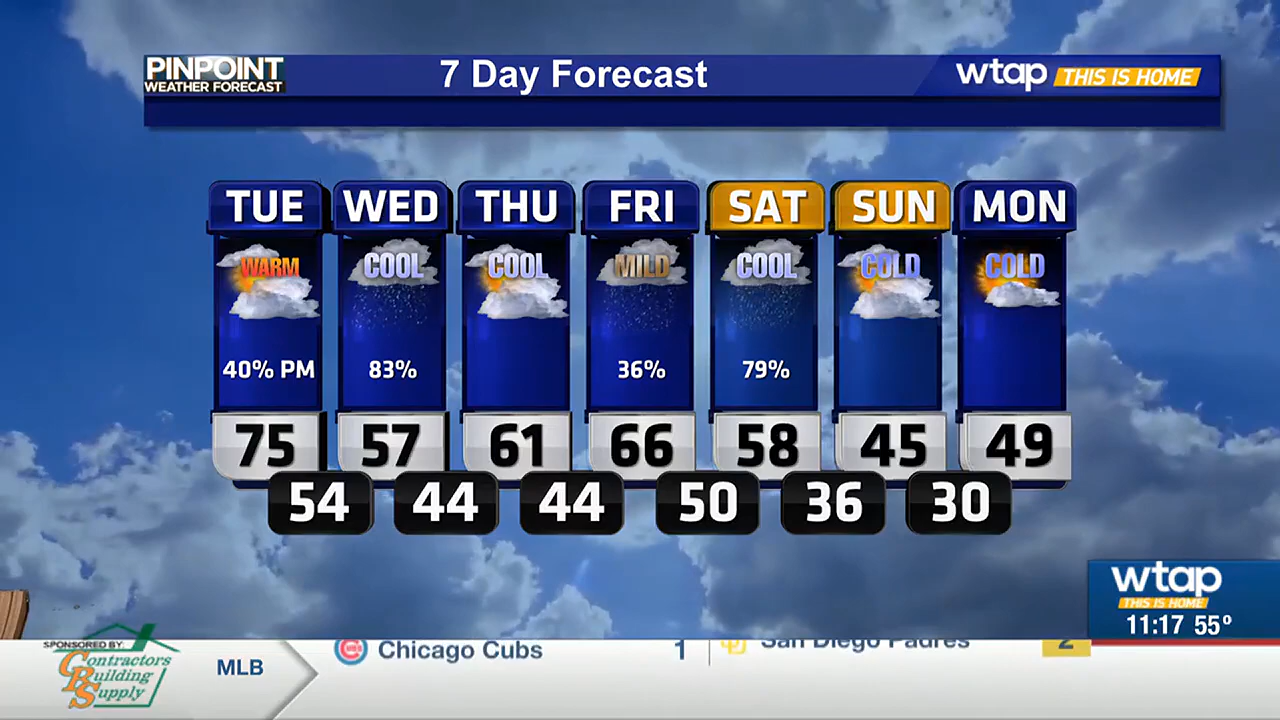 PINPOINT
WEATHER FORECAST
7 Day Forecast
wtap THIS IS HOME
TUE WED THU FRI SAT SUN MON
WARM COOL COOL MILD COOL COLD COLD
40% PM 83% 36% 79%
75 57 61 66 58 45 49
54 44 44 50 36 30
wtap
THIS IS HOME
11:17 55º
SPONSORED BY:
Contractors
Building
Supply
MLB
Chicago Cubs 1
San Diego Padres 2